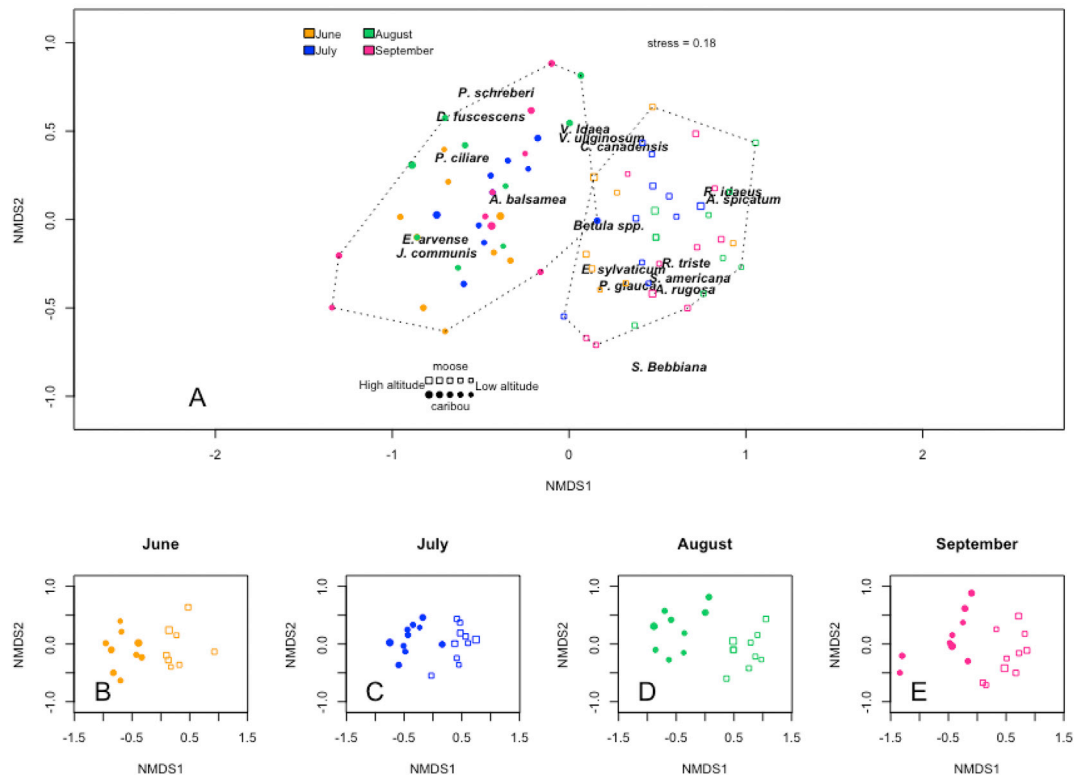 June August
July September
stress = 0.18
P. schreberi
D. fuscescens
V. Idaea
V. uliginosum
C. canadensis
P. ciliare
R. idaeus
A. balsamea
A. spicatum
Betula spp.
E. arvense
J. communis
R. triste
E. sylvaticum
S. americana
P. glauca
A. rugosa
S. Bebbiana
moose
High altitude Low altitude
caribou
A
1.0
0.5
0.0
-0.5
-1.0
NMDS2
-2 -1 0 1 2
NMDS1
June
1.0
0.0
-1.0
NMDS2
B
-1.5 -0.5 0.5 1.5
NMDS1
July
1.0
0.0
-1.0
NMDS2
C
-1.5 -0.5 0.5 1.5
NMDS1
August
1.0
0.0
-1.0
NMDS2
D
-1.5 -0.5 0.5 1.5
NMDS1
September
1.0
0.0
-1.0
NMDS2
E
-1.5 -0.5 0.5 1.5
NMDS1